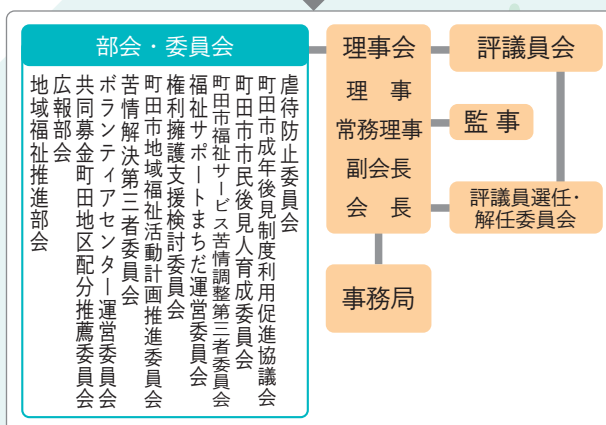 部会・委員会
地域福祉推進部会
広報部会
共同募金町田地区配分推薦委員会
ボランティアセンター運営委員会
苦情解決第三者委員会
町田市地域福祉活動計画推進委員会
権利擁護支援検討委員会
福祉サポートまちだ運営委員会
町田市福祉サービス苦情調整第三者委員会
町田市市民後見人育成委員会
町田市成年後見制度利用促進協議会
虐待防止委員会
理事会
理　事
常務理事
副会長
会　長
事務局
評議員会
監 事
評議員選任・
解任委員会